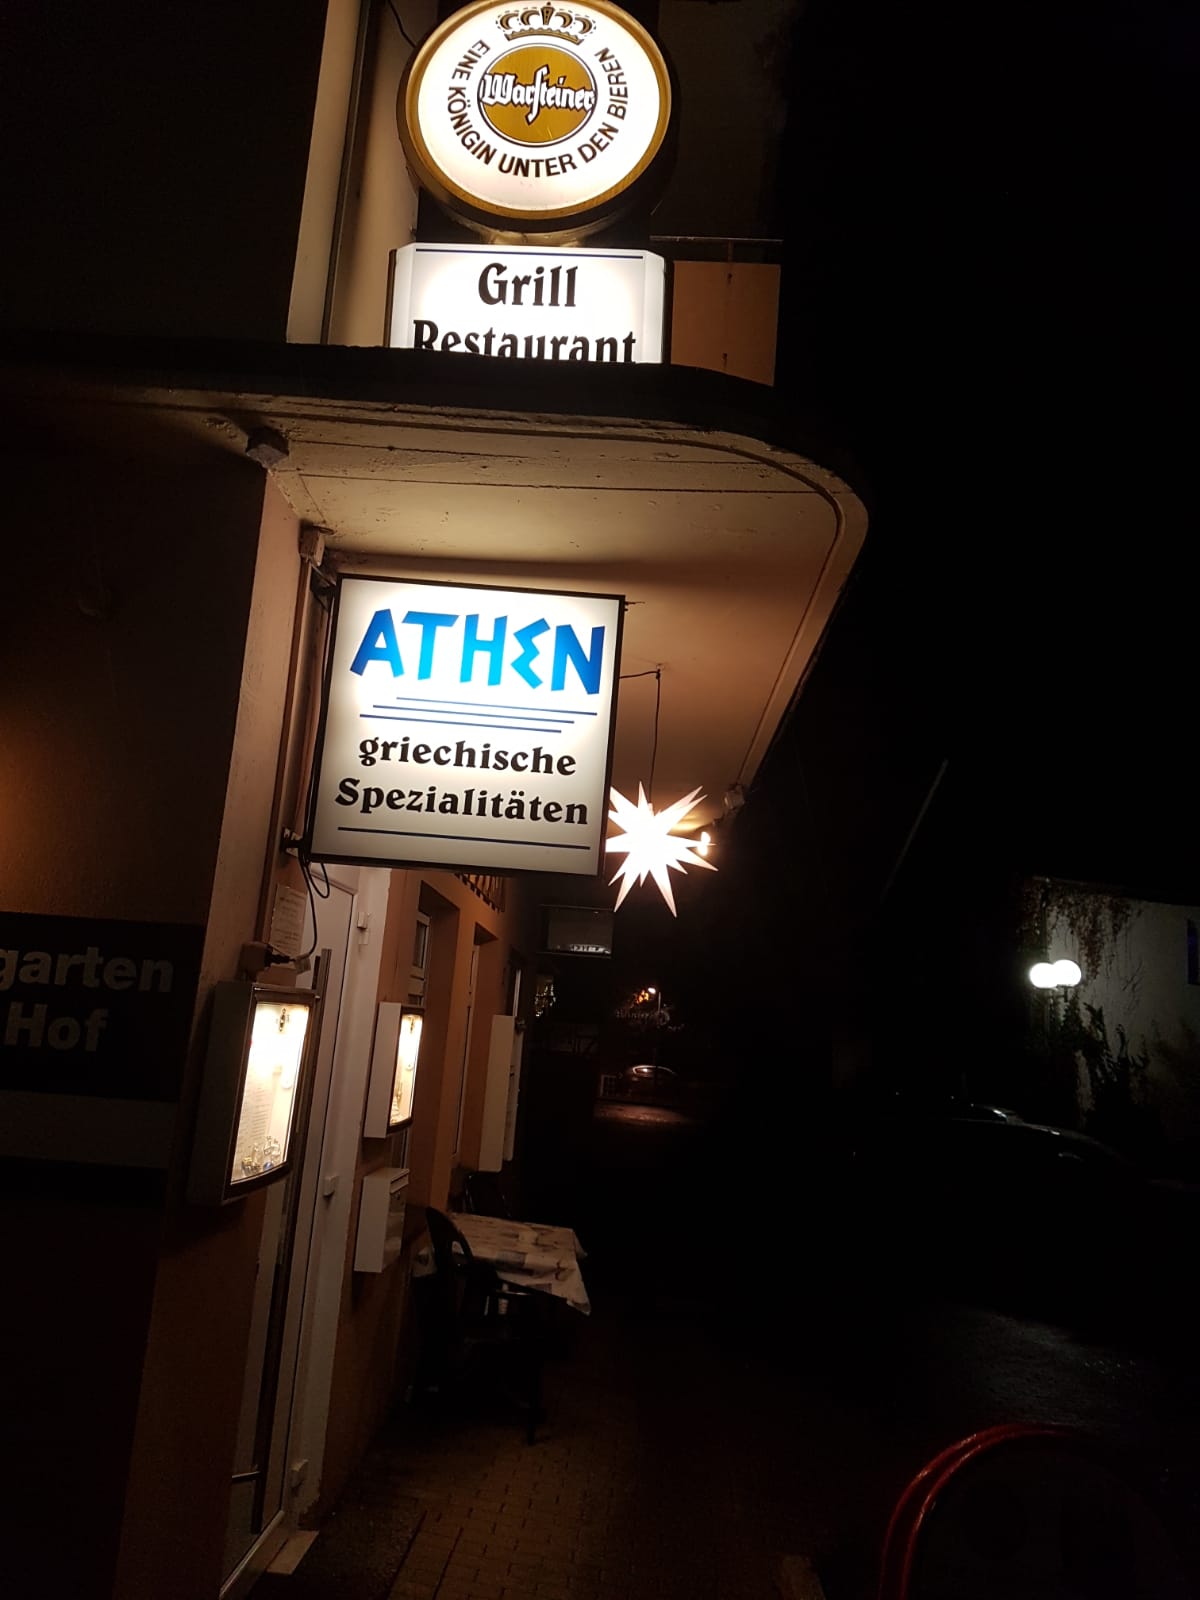 EINE KÖNIGIN UNTER DEN BIEREN
Warsteiner
Grill
Restaurant
ATHEN
griechische
Spezialitäten
garten
Hof